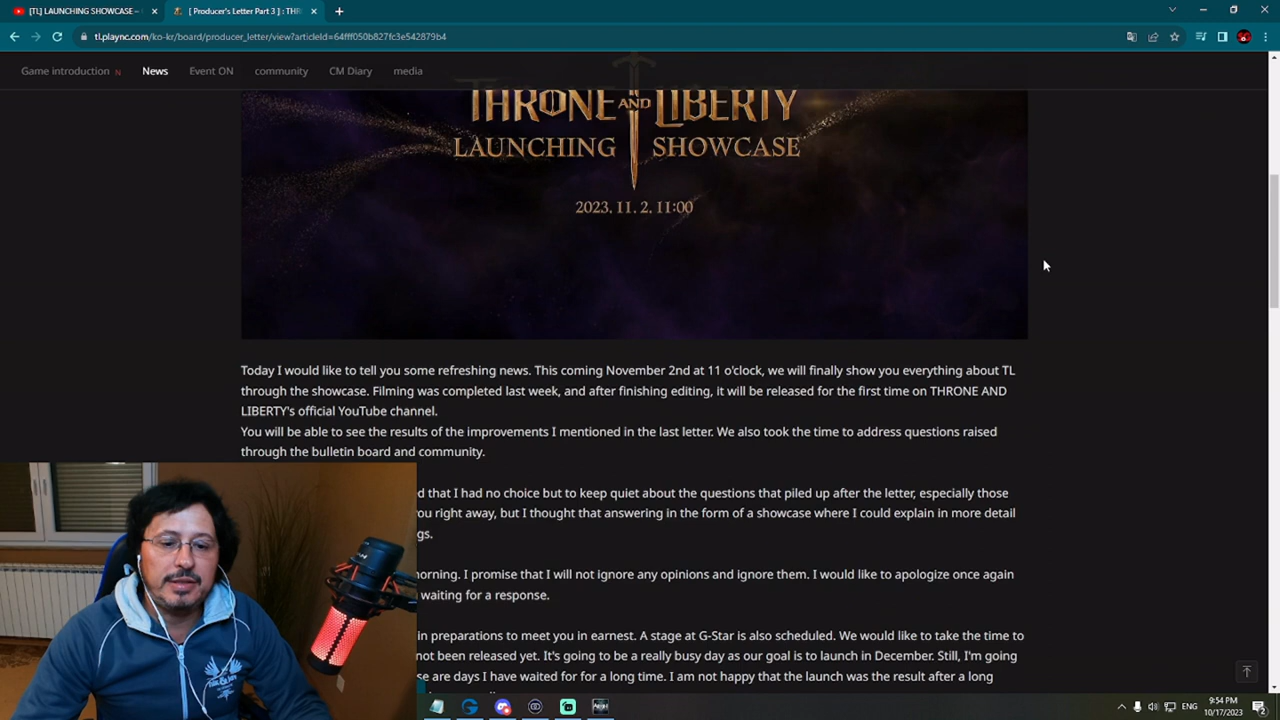 [TL] LAUNCHING SHOWCASE –
[ Producer's Letter Part 3 ] : THR
tl.plaync.com/ko-kr/board/producer_letter/view?articleId=64fff050b827fc3e542879b4
Game introduction N
News
Event ON
community
CM Diary
media
THRONE AND LIBERTY
LAUNCHING SHOWCASE
2023. 11. 2. 11:00
Today I would like to tell you some refreshing news. This coming November 2nd at 11 o'clock, we will finally show you everything about TL
through the showcase. Filming was completed last week, and after finishing editing, it will be released for the first time on THRONE AND
LIBERTY's official YouTube channel.
You will be able to see the results of the improvements I mentioned in the last letter. We also took the time to address questions raised
through the bulletin board and community.
d that I had no choice but to keep quiet about the questions that piled up after the letter, especially those
ou right away, but I thought that answering in the form of a showcase where I could explain in more detail
gs.
orning. I promise that I will not ignore any opinions and ignore them. I would like to apologize once again
waiting for a response.
in preparations to meet you in earnest. A stage at G-Star is also scheduled. We would like to take the time to
not been released yet. It's going to be a really busy day as our goal is to launch in December. Still, I'm going
se are days I have waited for for a long time. I am not happy that the launch was the result after a long
ENG
9:54 PM
10/17/2023
2